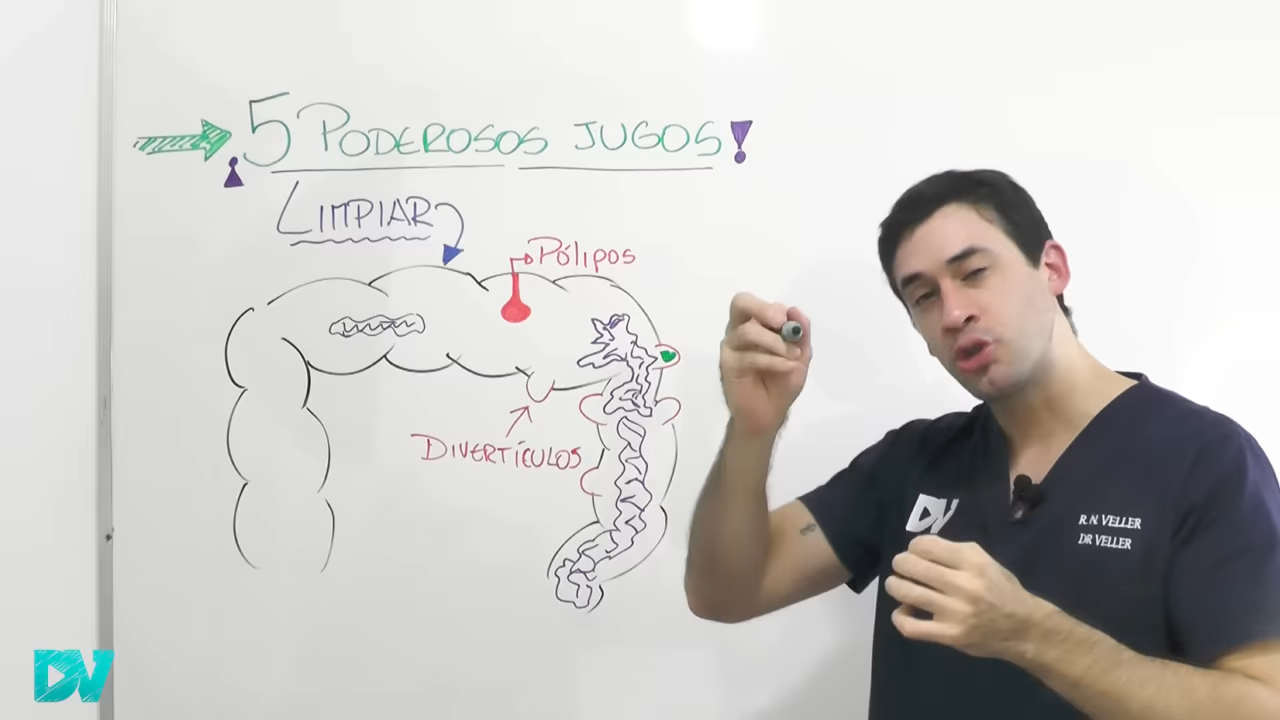 ¡5 PODEROSOS JUGOS!
LIMPIAR
PÓLIPOS
DIVERTÍCULOS
DV
R.N. VELLER
DR VELLER
DV